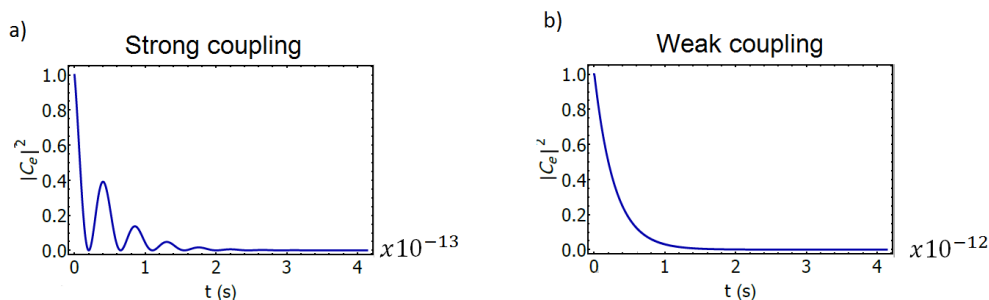 a)
Strong coupling
1.0
0.8
0.6
0.4
0.2
0.0
|C_e|^2
0 1 2 3 4
t (s)
x10^{-13}
b)
Weak coupling
1.0
0.8
0.6
0.4
0.2
0.0
|C_e|^2
0 1 2 3 4
t (s)
x10^{-12}